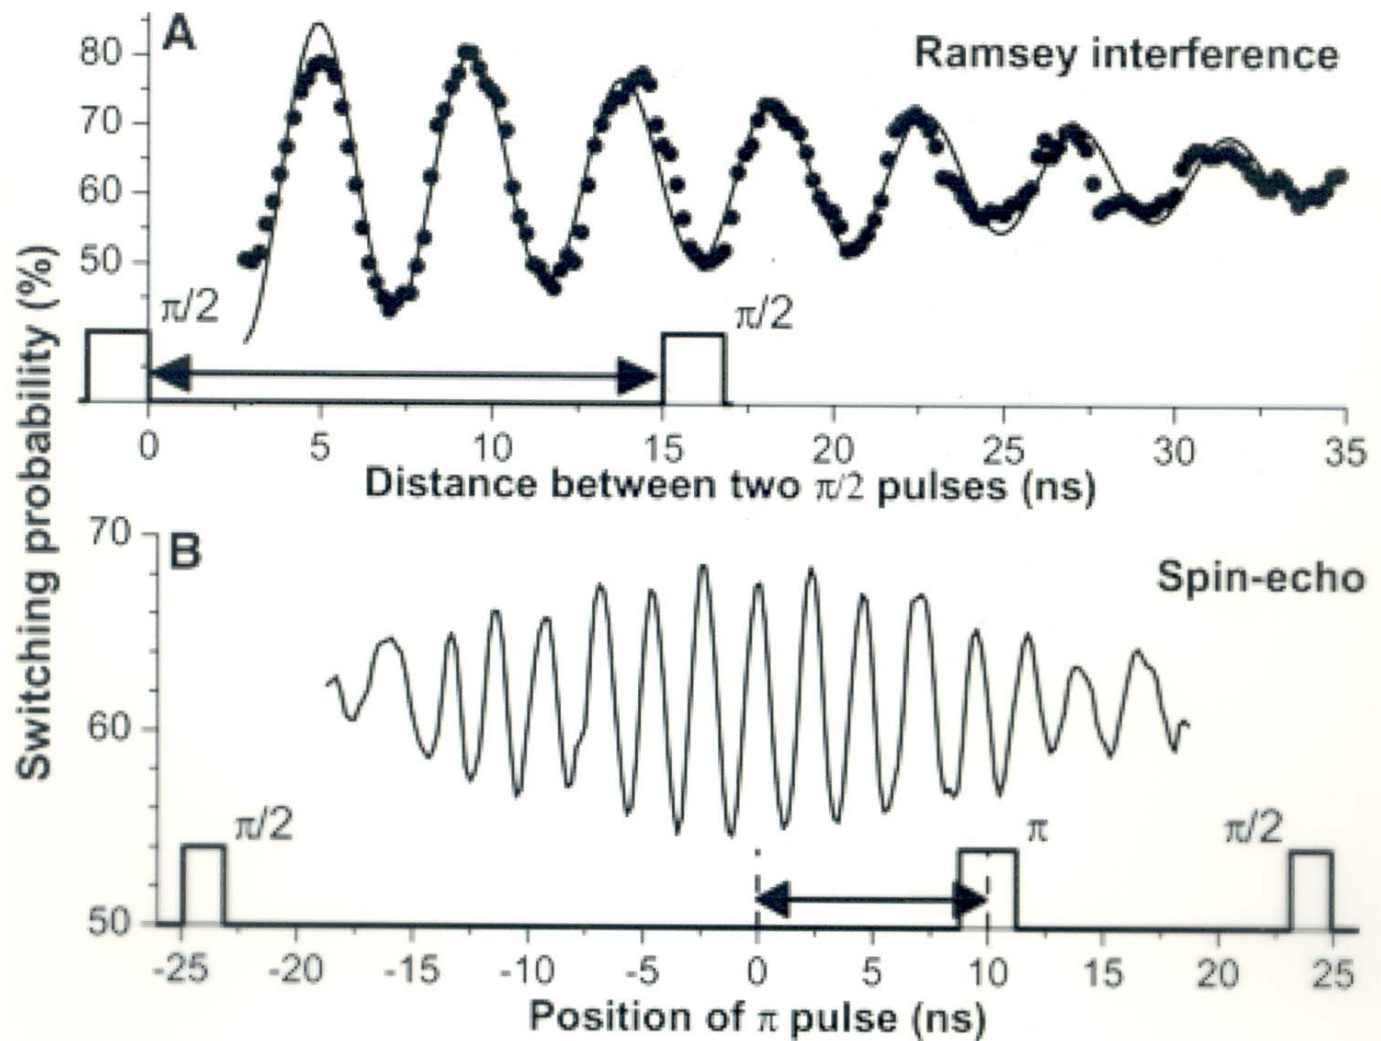 A
Ramsey interference
80
70
60
50
π/2
π/2
0 5 10 15 20 25 30 35
Distance between two π/2 pulses (ns)
Switching probability (%)
70
B
Spin-echo
60
π/2
π
π/2
50
-25 -20 -15 -10 -5 0 5 10 15 20 25
Position of π pulse (ns)